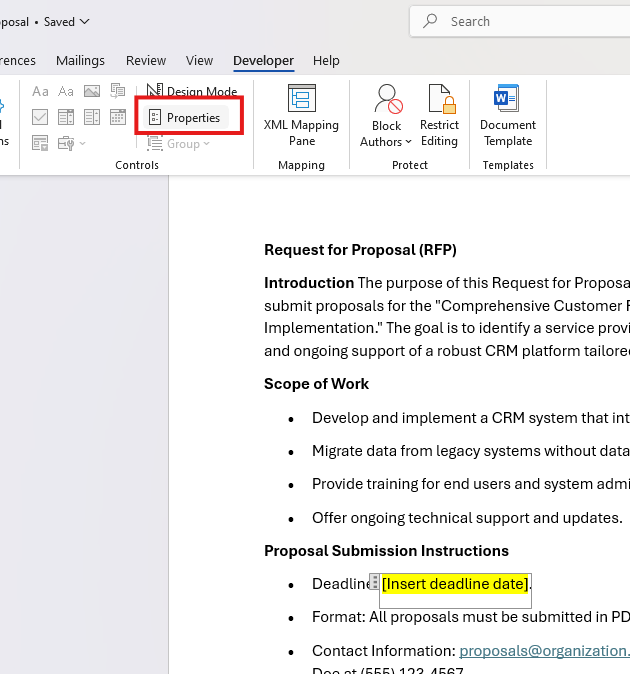 oposal • Saved
Search
rences Mailings Review View Developer Help
Aa Aa Design Mode
Properties
Group
Controls
XML Mapping
Pane
Mapping
Block
Authors
Restrict
Editing
Protect
Document
Template
Templates
Request for Proposal (RFP)
Introduction The purpose of this Request for Proposa
submit proposals for the "Comprehensive Customer R
Implementation." The goal is to identify a service provi
and ongoing support of a robust CRM platform tailored
Scope of Work
• Develop and implement a CRM system that int
• Migrate data from legacy systems without data
• Provide training for end users and system admi
• Offer ongoing technical support and updates.
Proposal Submission Instructions
• Deadline [Insert deadline date].
• Format: All proposals must be submitted in PD
• Contact Information: proposals@organization.
Doe at (555) 123-4567